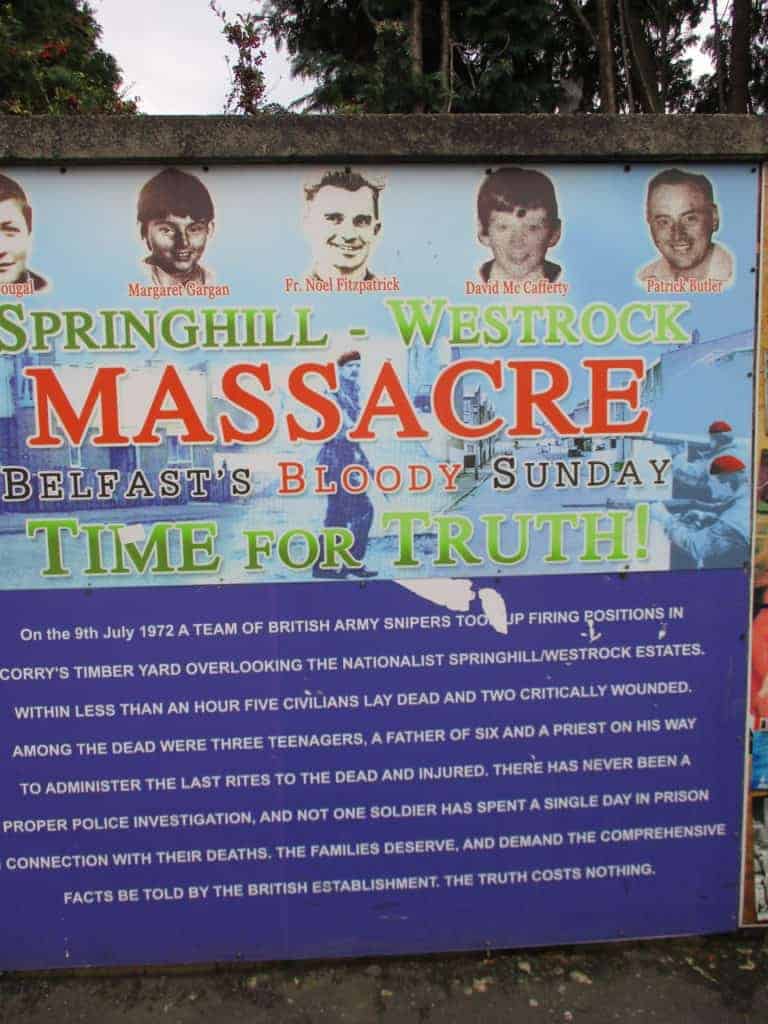 ougal
Margaret Gargan
Fr. Noel Fitzpatrick
David Mc Cafferty
Patrick Butler
SPRINGHILL - WESTROCK
MASSACRE
BELFAST'S BLOODY SUNDAY
TIME FOR TRUTH!
On the 9th July 1972 A TEAM OF BRITISH ARMY SNIPERS TOOK UP FIRING POSITIONS IN
CORRY'S TIMBER YARD OVERLOOKING THE NATIONALIST SPRINGHILL/WESTROCK ESTATES.
WITHIN LESS THAN AN HOUR FIVE CIVILIANS LAY DEAD AND TWO CRITICALLY WOUNDED.
AMONG THE DEAD WERE THREE TEENAGERS, A FATHER OF SIX AND A PRIEST ON HIS WAY
TO ADMINISTER THE LAST RITES TO THE DEAD AND INJURED. THERE HAS NEVER BEEN A
PROPER POLICE INVESTIGATION, AND NOT ONE SOLDIER HAS SPENT A SINGLE DAY IN PRISON
CONNECTION WITH THEIR DEATHS. THE FAMILIES DESERVE, AND DEMAND THE COMPREHENSIVE
FACTS BE TOLD BY THE BRITISH ESTABLISHMENT. THE TRUTH COSTS NOTHING.